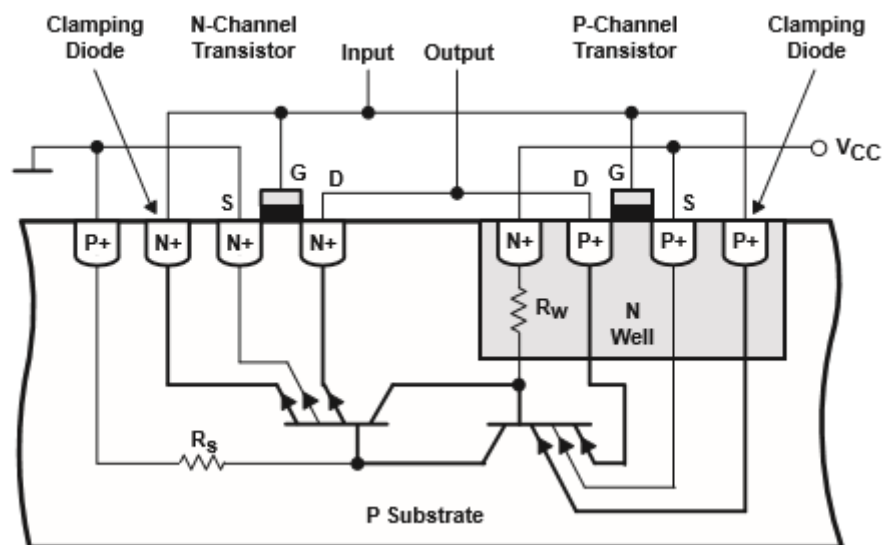 Clamping
Diode
N-Channel
Transistor
Input
Output
P-Channel
Transistor
Clamping
Diode
VCC
G
D
S
D
G
S
P+
N+
N+
N+
N+
P+
P+
P+
RW
N
Well
RS
P Substrate